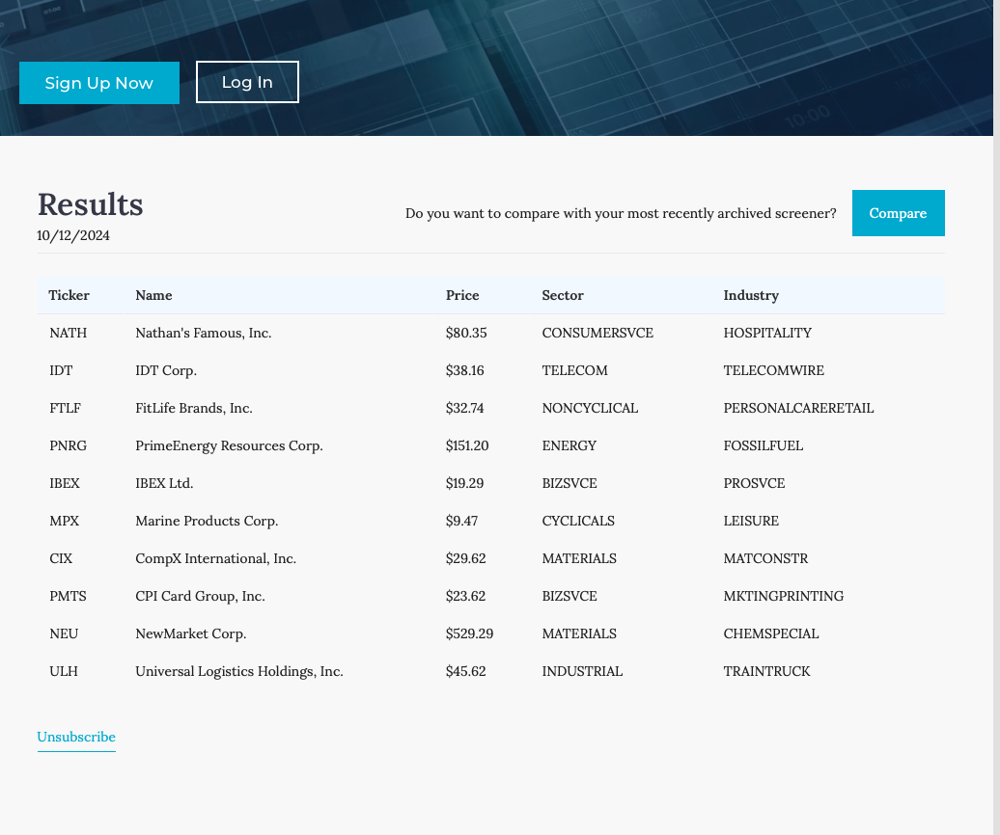 10:00
Sign Up Now Log In
Results
10/12/2024
Do you want to compare with your most recently archived screener? Compare
Ticker Name Price Sector Industry
NATH Nathan's Famous, Inc. $80.35 CONSUMERSVCE HOSPITALITY
IDT IDT Corp. $38.16 TELECOM TELECOMWIRE
FTLF FitLife Brands, Inc. $32.74 NONCYCLICAL PERSONALCARERETAIL
PNRG PrimeEnergy Resources Corp. $151.20 ENERGY FOSSILFUEL
IBEX IBEX Ltd. $19.29 BIZSVCE PROSVCE
MPX Marine Products Corp. $9.47 CYCLICALS LEISURE
CIX CompX International, Inc. $29.62 MATERIALS MATCONSTR
PMTS CPI Card Group, Inc. $23.62 BIZSVCE MKTINGPRINTING
NEU NewMarket Corp. $529.29 MATERIALS CHEMSPECIAL
ULH Universal Logistics Holdings, Inc. $45.62 INDUSTRIAL TRAINTRUCK
Unsubscribe